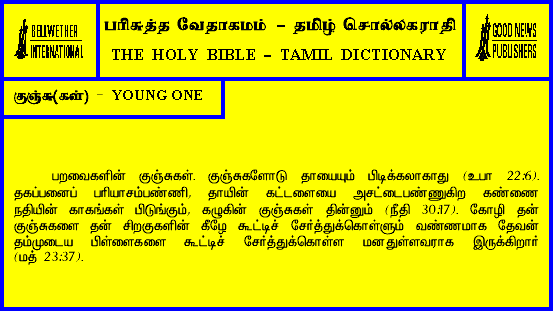 BELLWETHER
INTERNATIONAL
பரிசுத்த வேதாகமம் – தமிழ் சொல்லகராதி
THE HOLY BIBLE – TAMIL DICTIONARY
GOOD NEWS
PUBLISHERS
குஞ்சு(கள்) – YOUNG ONE
பறவைகளின் குஞ்சுகள். குஞ்சுகளோடு தாயையும் பிடிக்கலாகாது (உபா 22:6).
தகப்பனைப் பரியாசம்பண்ணி, தாயின் கட்டளையை அசட்டைபண்ணுகிற கண்ணை
நதியின் காகங்கள் பிடுங்கும், கழுகின் குஞ்சுகள் தின்னும் (நீதி 30:17). கோழி தன்
குஞ்சுகளை தன் சிறகுகளின் கீழே கூட்டிச் சேர்த்துக்கொள்ளும் வண்ணமாக தேவன்
தம்முடைய பிள்ளைகளை கூட்டிச் சேர்த்துக்கொள்ள மனதுள்ளவராக இருக்கிறார்
(மத் 23:37).